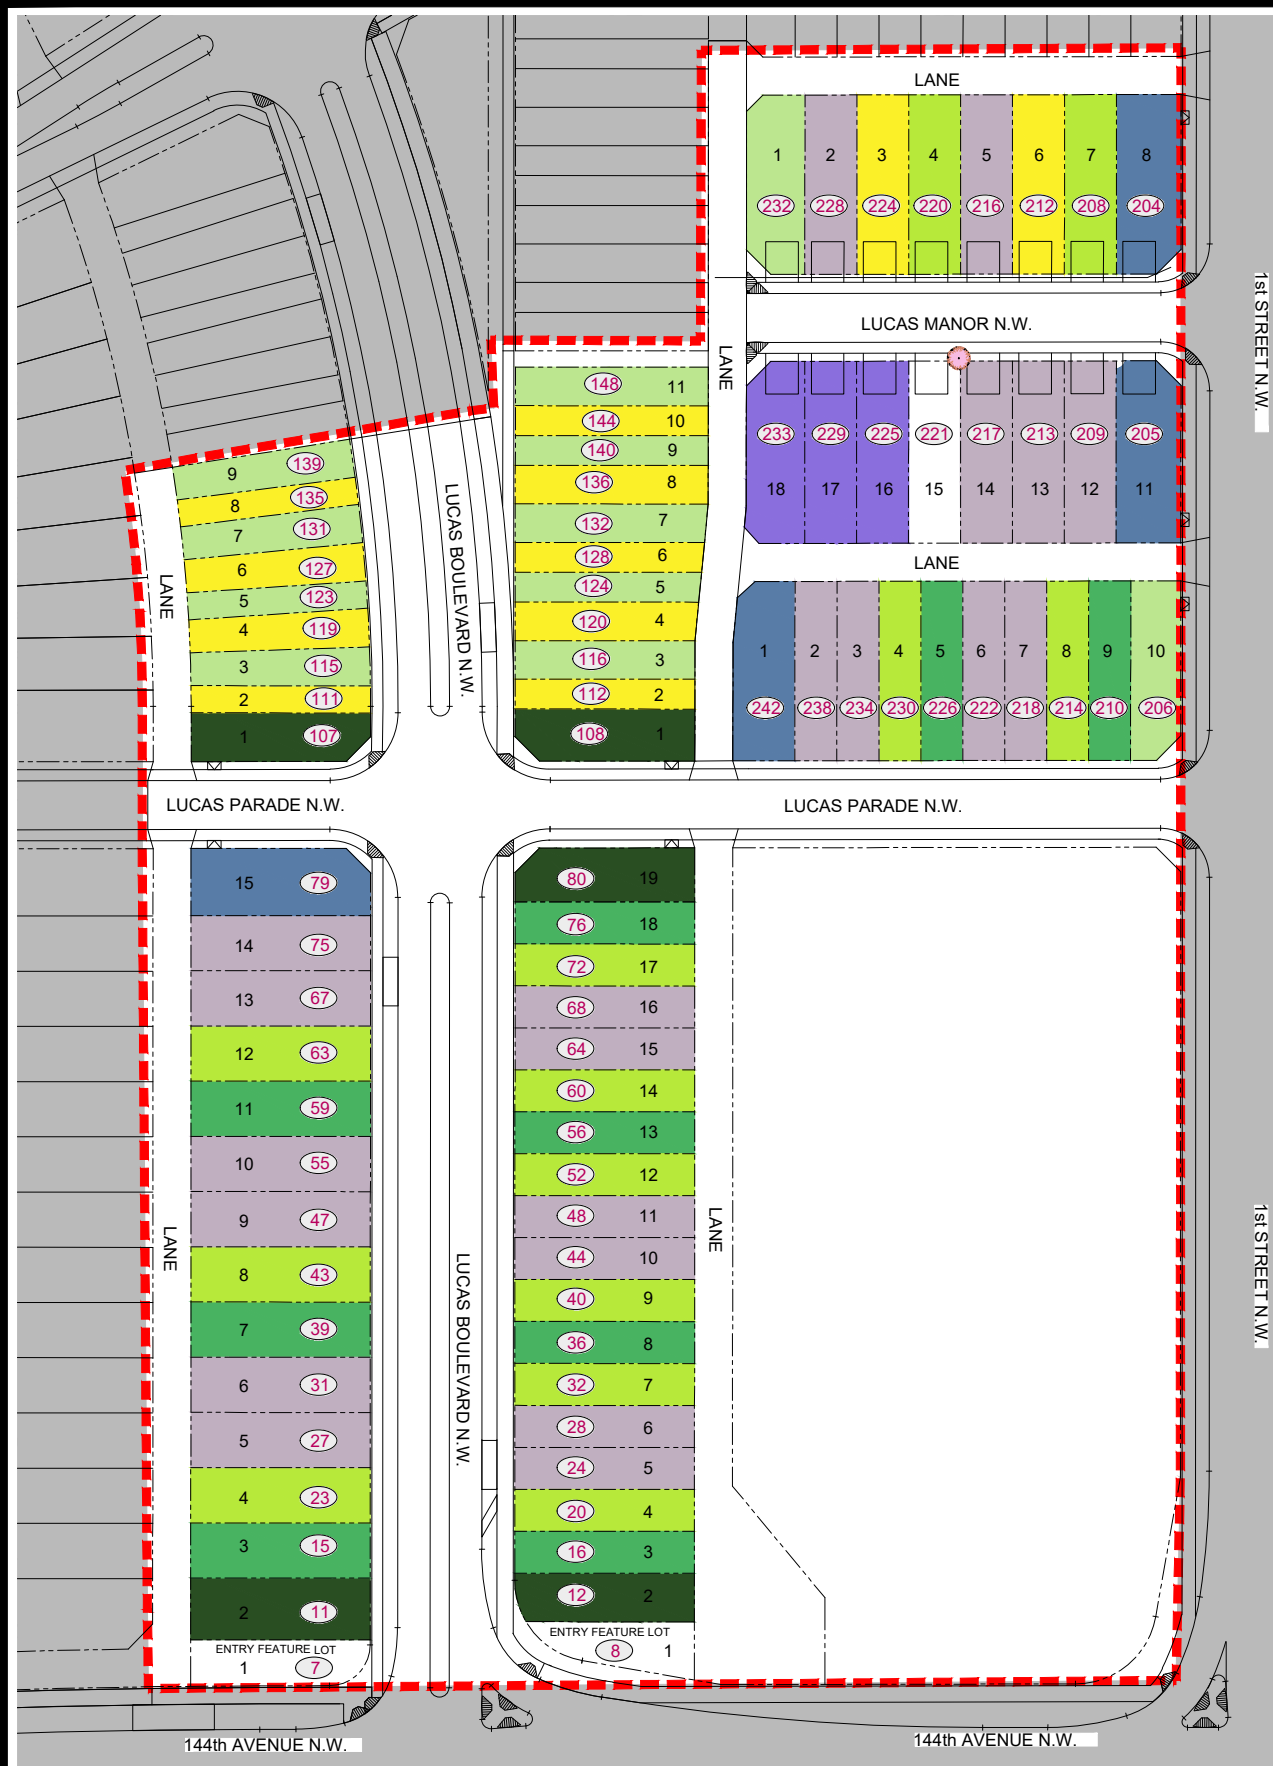 LANE
1 2 3 4 5 6 7 8
232 228 224 220 216 212 208 204
1st STREET N.W.
LUCAS MANOR N.W.
LANE
233 229 225 221 217 213 209 205
18 17 16 15 14 13 12 11
LANE
1 2 3 4 5 6 7 8 9 10
242 238 234 230 226 222 218 214 210 206
148 11
144 10
140 9
136 8
132 7
128 6
124 5
120 4
116 3
112 2
108 1
LUCAS BOULEVARD N.W.
9 139
8 135
7 131
6 127
5 123
4 119
3 115
2 111
1 107
LANE
LUCAS PARADE N.W.
LUCAS PARADE N.W.
15 79
14 75
13 67
12 63
11 59
10 55
9 47
8 43
7 39
6 31
5 27
4 23
3 15
2 11
ENTRY FEATURE LOT
1 7
LANE
LUCAS BOULEVARD N.W.
80 19
76 18
72 17
68 16
64 15
60 14
56 13
52 12
48 11
44 10
40 9
36 8
32 7
28 6
24 5
20 4
16 3
12 2
ENTRY FEATURE LOT
8 1
LANE
1st STREET N.W.
144th AVENUE N.W.
144th AVENUE N.W.